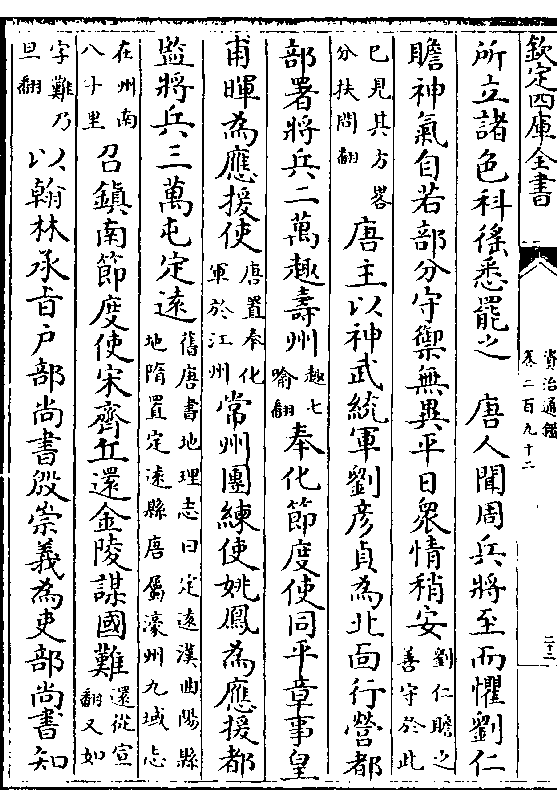 欽定四庫全書
資治通鑑
卷二百九十二
二十二
所立諸色科徭悉罷之　唐人聞周兵將至而懼劉仁
贍神氣自若部分守禦無異平日衆情稍安劉仁贍之善守於此
已見其方畧分扶問翻　唐主以神武統軍劉彦貞為北面行營都
部署將兵二萬趣壽州趣七喻翻奉化節度使同平章事皇
甫暉為應援使唐置奉化軍於江州常州團練使姚鳳為應援都
監將兵三萬屯定遠舊唐書地理志曰定遠漢曲陽縣地隋置定遠縣唐屬濠州九域志
在州南八十里　召鎮南節度使宋齊丘還金陵謀國難還從宣翻又如
字難乃旦翻　以翰林承旨户部尚書殷崇義為吏部尚書知